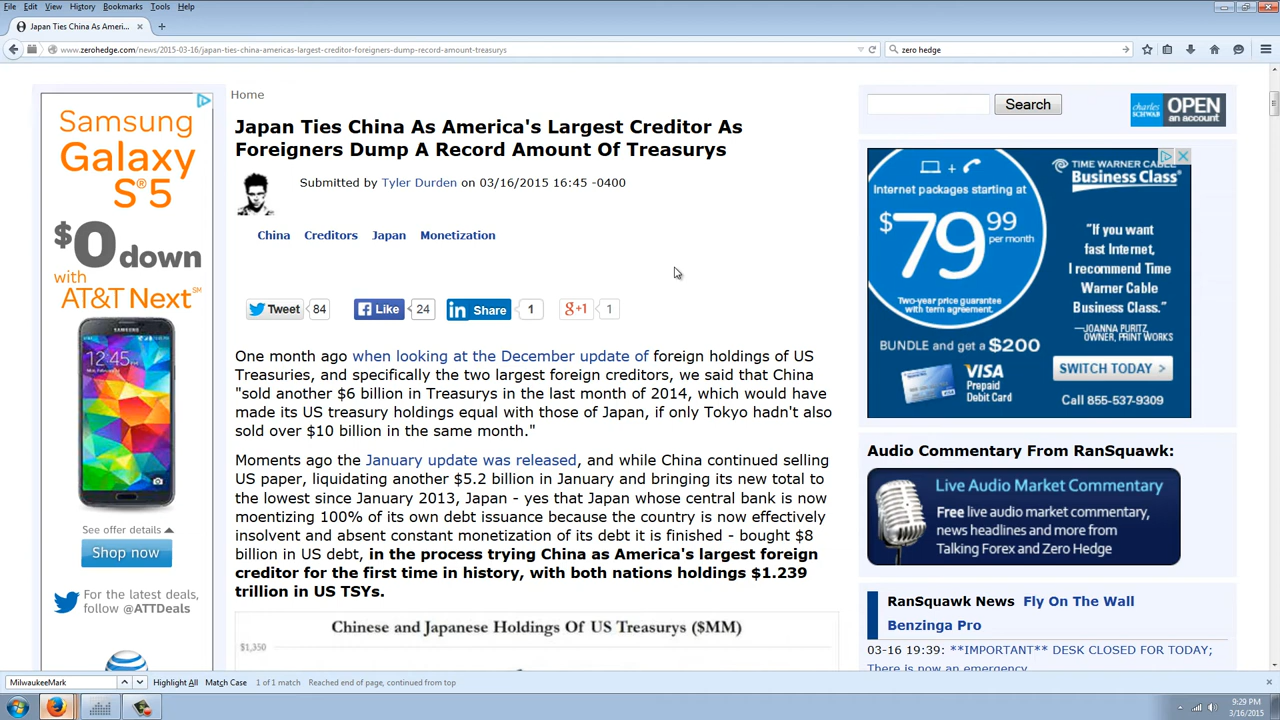 File Edit View History Bookmarks Tools Help
Japan Ties China As Ameri...
www.zerohedge.com/news/2015-03-16/japan-ties-china-americas-largest-creditor-foreigners-dump-record-amount-treasurys
zero hedge
Home
Japan Ties China As America's Largest Creditor As
Foreigners Dump A Record Amount Of Treasurys
Submitted by Tyler Durden on 03/16/2015 16:45 -0400
China Creditors Japan Monetization
Tweet 84 Like 24 Share 1 g+1 1
One month ago when looking at the December update of foreign holdings of US
Treasuries, and specifically the two largest foreign creditors, we said that China
"sold another $6 billion in Treasurys in the last month of 2014, which would have
made its US treasury holdings equal with those of Japan, if only Tokyo hadn't also
sold over $10 billion in the same month."
Moments ago the January update was released, and while China continued selling
US paper, liquidating another $5.2 billion in January and bringing its new total to
the lowest since January 2013, Japan - yes that Japan whose central bank is now
moentizing 100% of its own debt issuance because the country is now effectively
insolvent and absent constant monetization of its debt it is finished - bought $8
billion in US debt, in the process trying China as America's largest foreign
creditor for the first time in history, with both nations holdings $1.239
trillion in US TSYs.
Chinese and Japanese Holdings Of US Treasurys ($MM)
$1,350
Samsung
Galaxy
S®5
$0 down
with
AT&T Next℠
SAMSUNG
12:45
See offer details
Shop now
For the latest deals,
follow @ATTDeals
at&t
Search
charles
SCHWAB
OPEN
an account
Internet packages starting at
$79.99
per month
Two-year price guarantee
with term agreement.
BUNDLE and get a $200
VISA
Prepaid
Debit Card
TIME WARNER CABLE
Business Class
"If you want
fast Internet,
I recommend Time
Warner Cable
Business Class."
—JOANNA PURITZ,
OWNER, PRINT WORKS
SWITCH TODAY >
Call 855-537-9309
Audio Commentary From RanSquawk:
Live Audio Market Commentary
Free live audio market commentary,
news headlines and more from
Talking Forex and Zero Hedge
RanSquawk News Fly On The Wall
Benzinga Pro
03-16 19:39: **IMPORTANT** DESK CLOSED FOR TODAY;
There is now an emergency
MilwaukeeMark Highlight All Match Case 1 of 1 match Reached end of page, continued from top
9:29 PM
3/16/2015